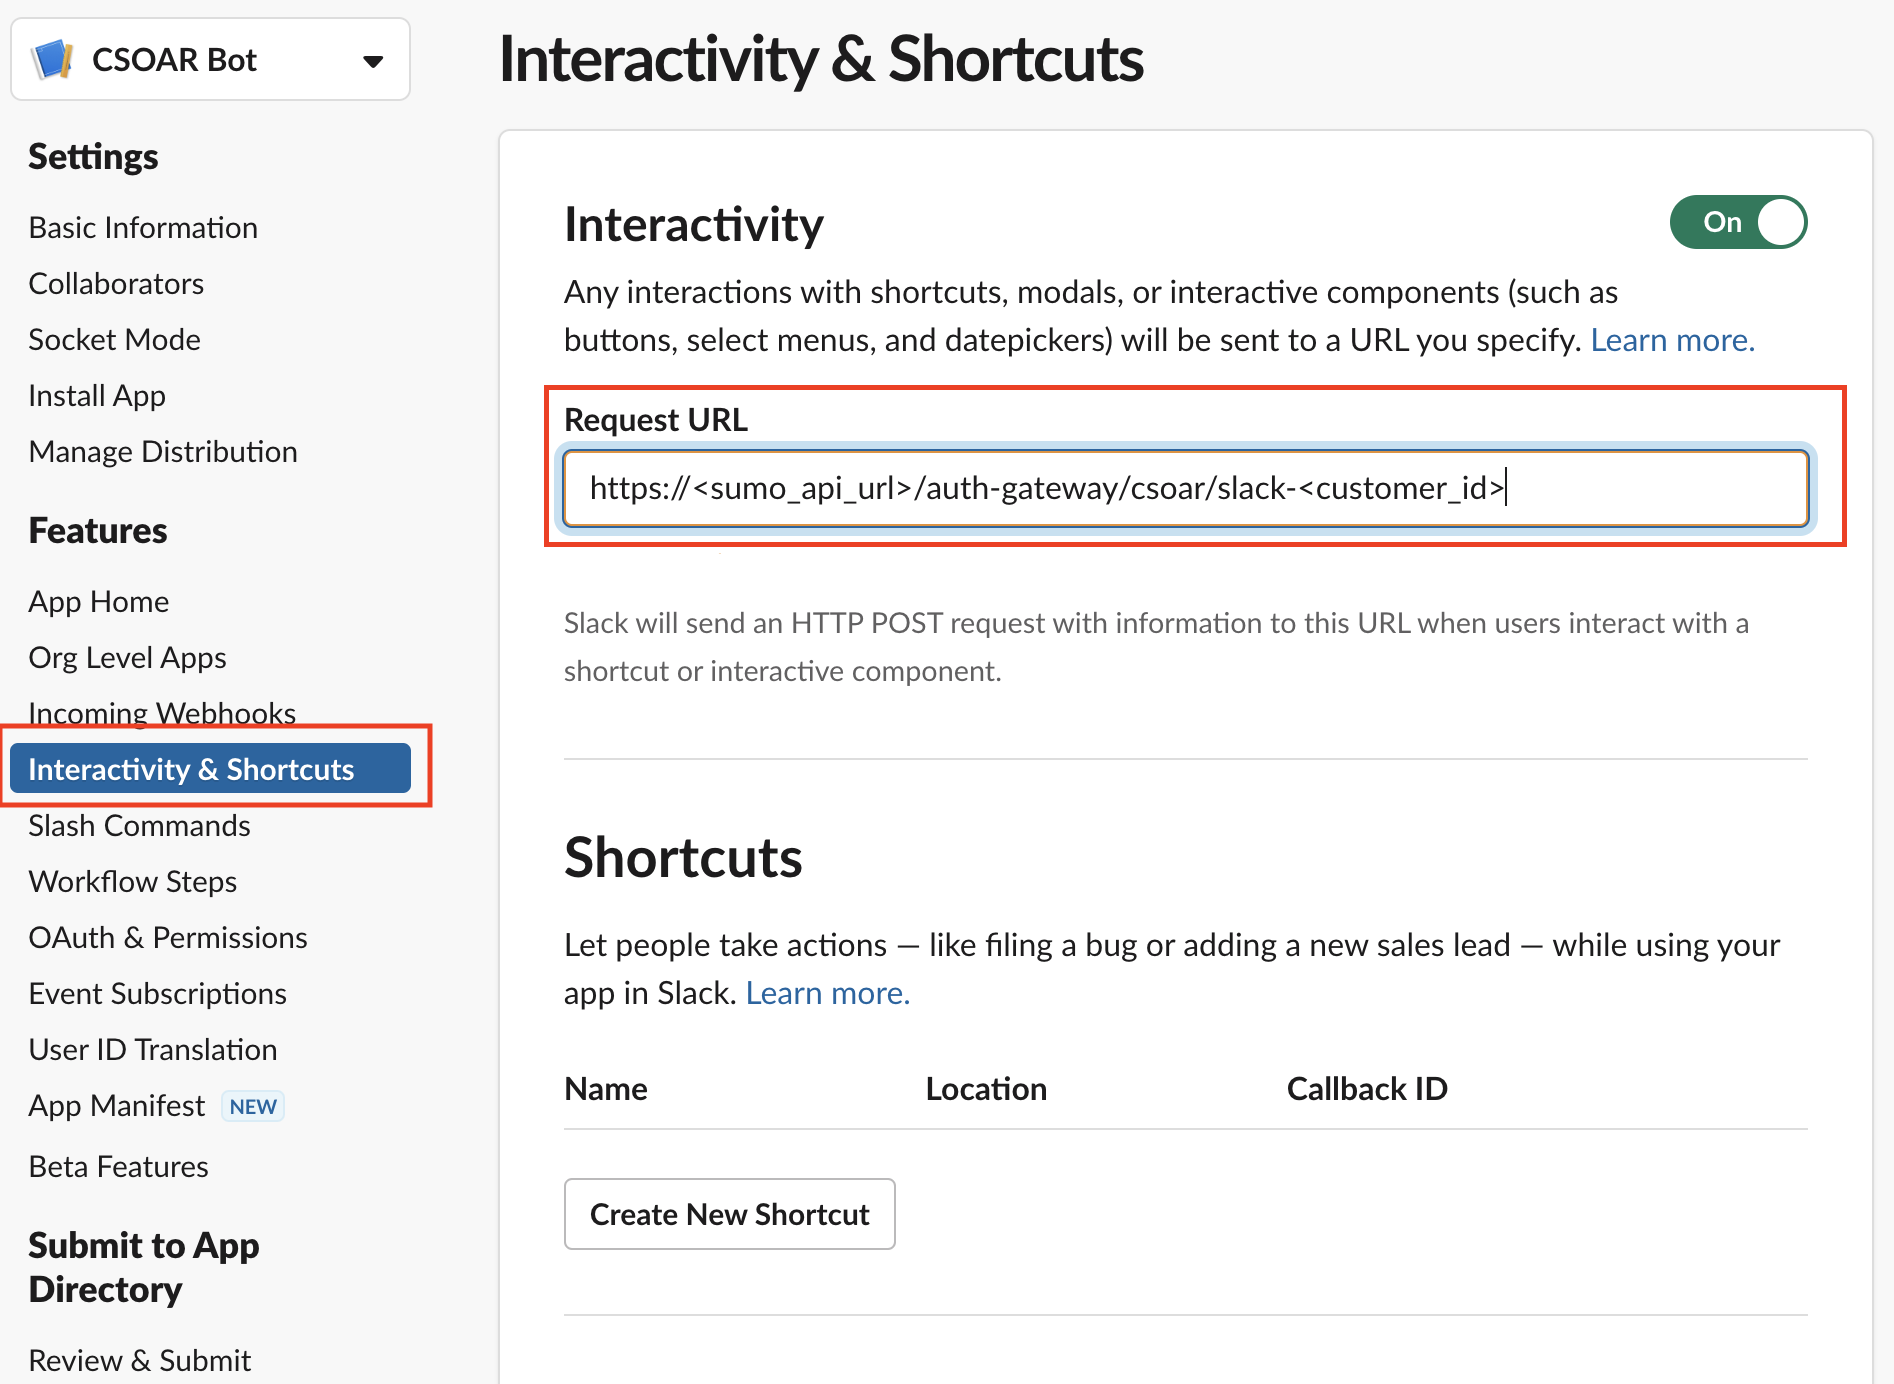 CSOAR Bot
Settings
Basic Information
Collaborators
Socket Mode
Install App
Manage Distribution
Features
App Home
Org Level Apps
Incoming Webhooks
Interactivity & Shortcuts
Slash Commands
Workflow Steps
OAuth & Permissions
Event Subscriptions
User ID Translation
App Manifest NEW
Beta Features
Submit to App
Directory
Review & Submit
Interactivity & Shortcuts
Interactivity
On
Any interactions with shortcuts, modals, or interactive components (such as
buttons, select menus, and datepickers) will be sent to a URL you specify. Learn more.
Request URL
https://<sumo_api_url>/auth-gateway/csoar/slack-<customer_id>
Slack will send an HTTP POST request with information to this URL when users interact with a
shortcut or interactive component.
Shortcuts
Let people take actions — like filing a bug or adding a new sales lead — while using your
app in Slack. Learn more.
Name Location Callback ID
Create New Shortcut